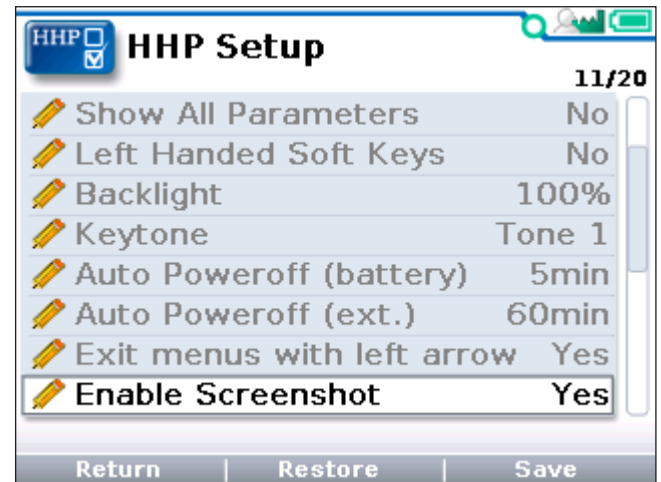 HHP
HHP Setup
11/20
Show All Parameters No
Left Handed Soft Keys No
Backlight 100%
Keytone Tone 1
Auto Poweroff (battery) 5min
Auto Poweroff (ext.) 60min
Exit menus with left arrow Yes
Enable Screenshot Yes
Return | Restore | Save